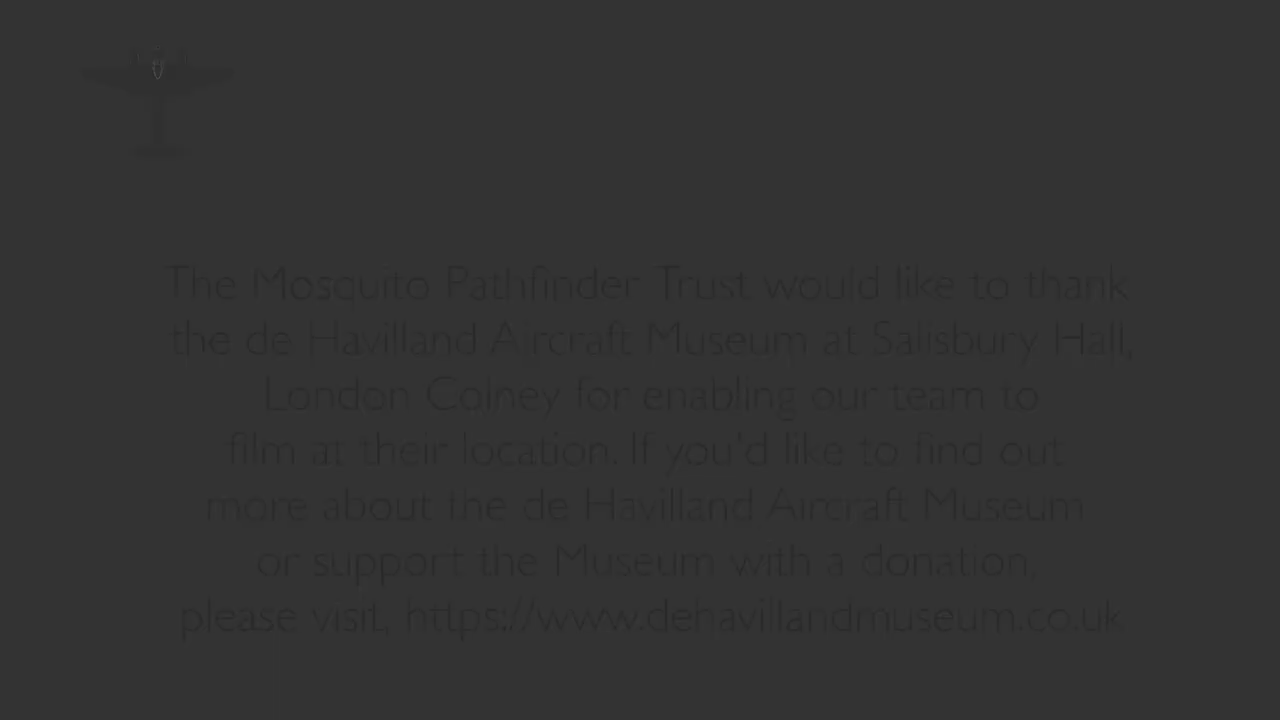 The Mosquito Pathfinder Trust would like to thank
the de Havilland Aircraft Museum at Salisbury Hall,
London Colney for enabling our team to
film at their location. If you'd like to find out
more about the de Havilland Aircraft Museum
or support the Museum with a donation,
please visit, https://www.dehavillandmuseum.co.uk